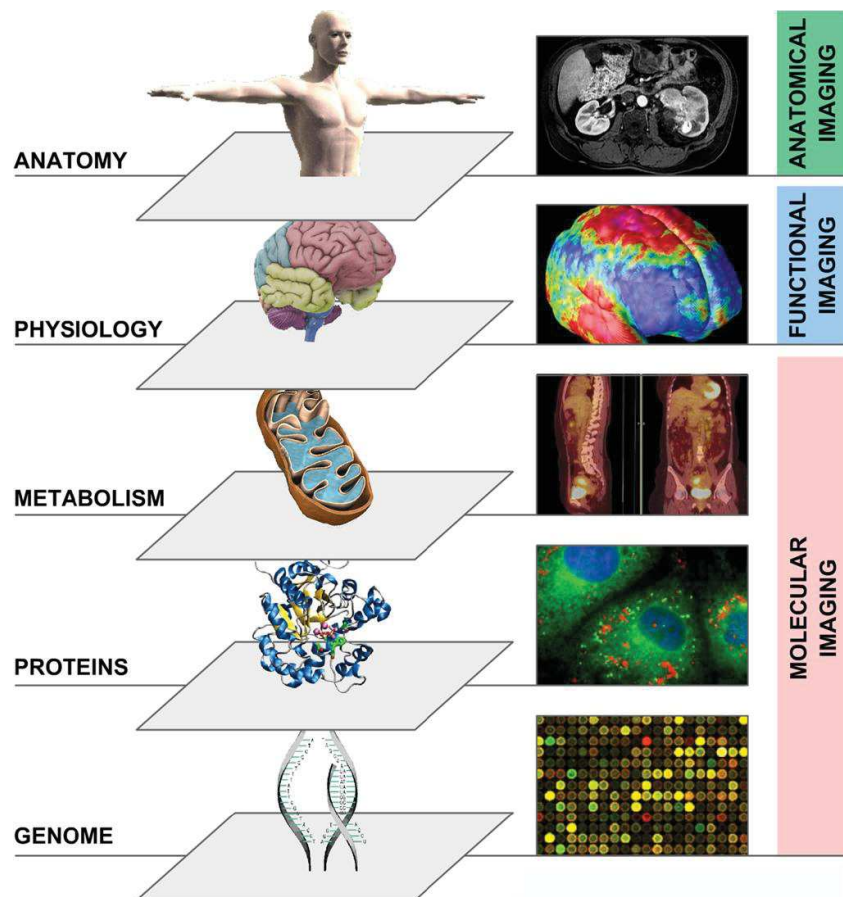 ANATOMY
ANATOMICAL
IMAGING
PHYSIOLOGY
FUNCTIONAL
IMAGING
METABOLISM
PROTEINS
MOLECULAR
IMAGING
GENOME